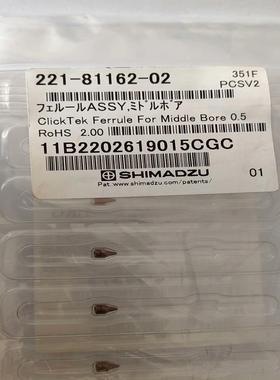 221-81162-02
351F
PCSV2
フェルールASSY,ミドルボア
ClickTek Ferrule For Middle Bore 0.5
RoHS 2.00
11B2202619015CGC
SHIMADZU
Pat.:www.shimadzu.com/patents/
01